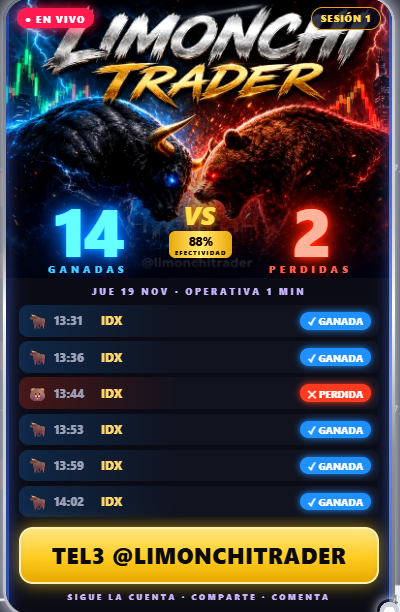 ● EN VIVO
SESIÓN 1
LIMONCHI
TRADER
14
GANADAS
VS
88%
EFECTIVIDAD
2
PERDIDAS
@limonchitrader
JUE 19 NOV · OPERATIVA 1 MIN
13:31 IDX ✓ GANADA
13:36 IDX ✓ GANADA
13:44 IDX ✕ PERDIDA
13:53 IDX ✓ GANADA
13:59 IDX ✓ GANADA
14:02 IDX ✓ GANADA
TEL3 @LIMONCHITRADER
SIGUE LA CUENTA · COMPARTE · COMENTA